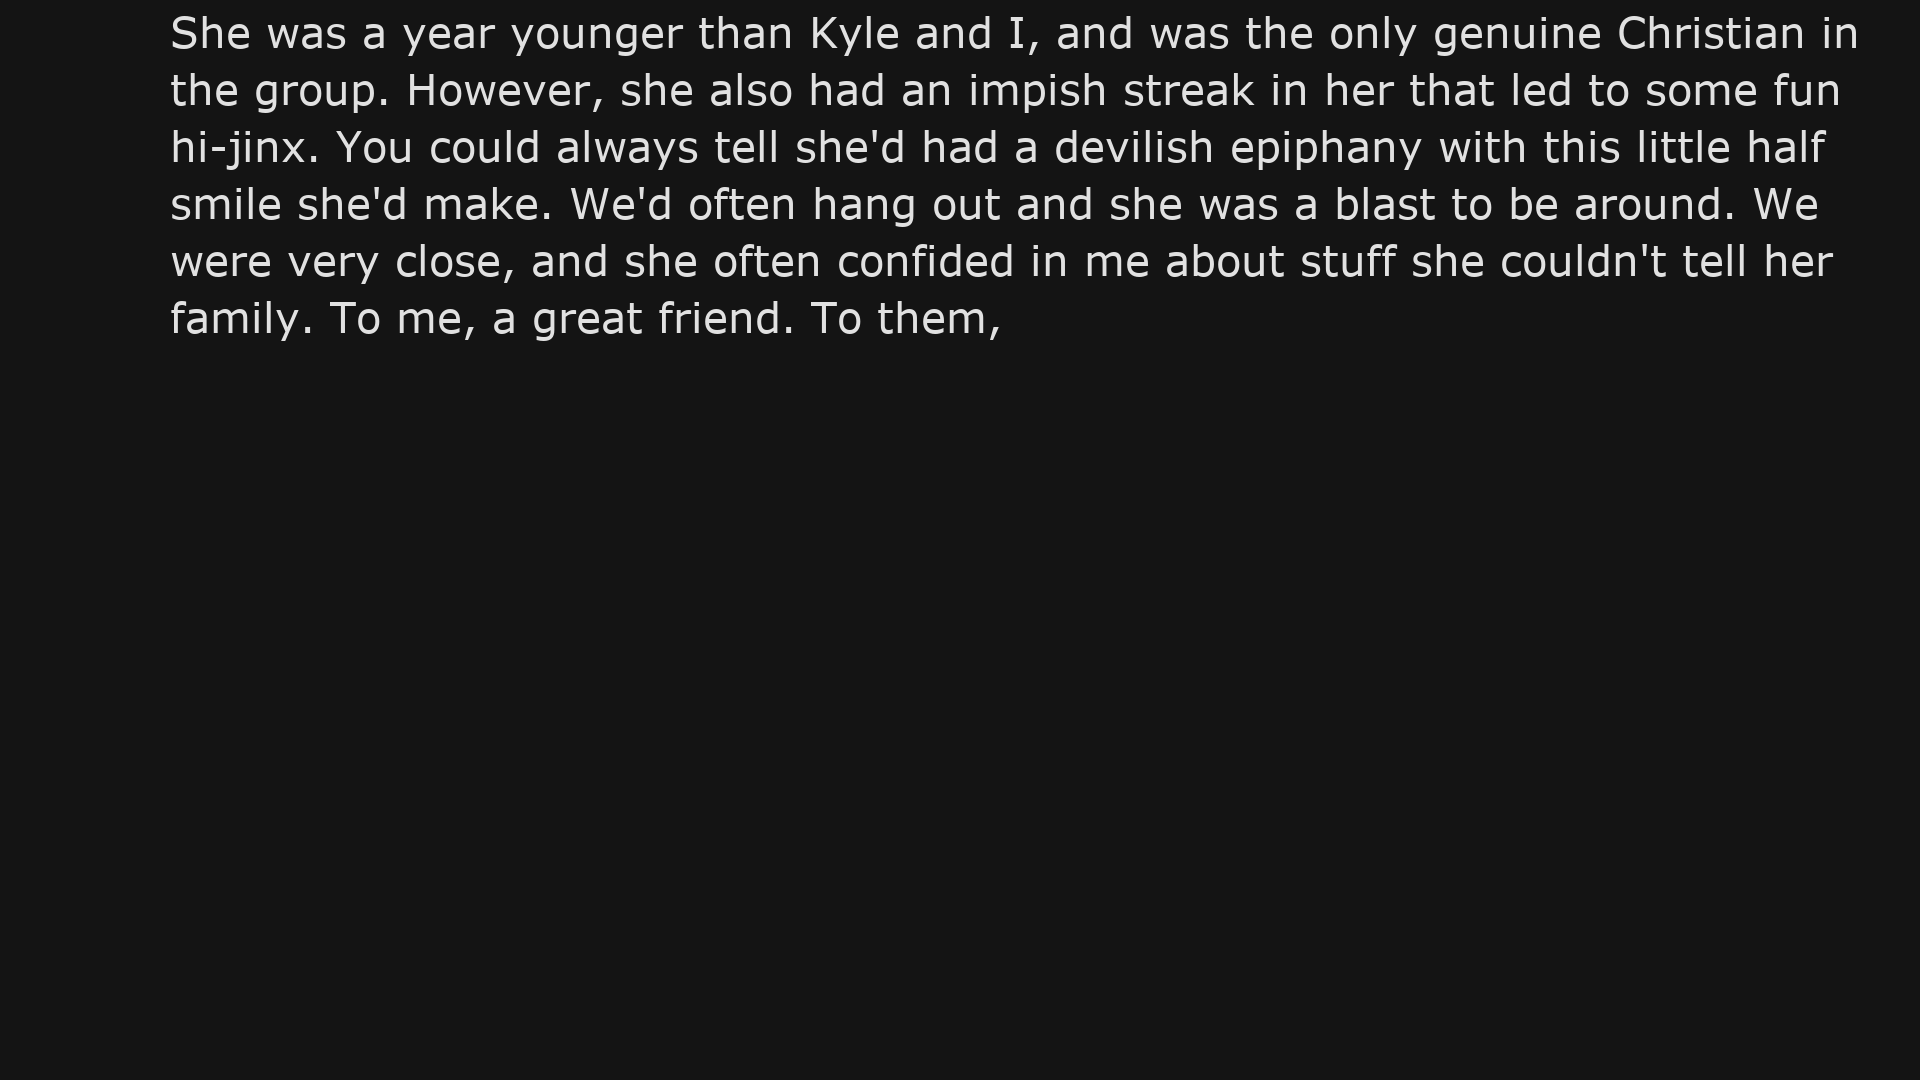 She was a year younger than Kyle and I, and was the only genuine Christian in
the group. However, she also had an impish streak in her that led to some fun
hi-jinx. You could always tell she'd had a devilish epiphany with this little half
smile she'd make. We'd often hang out and she was a blast to be around. We
were very close, and she often confided in me about stuff she couldn't tell her
family. To me, a great friend. To them,